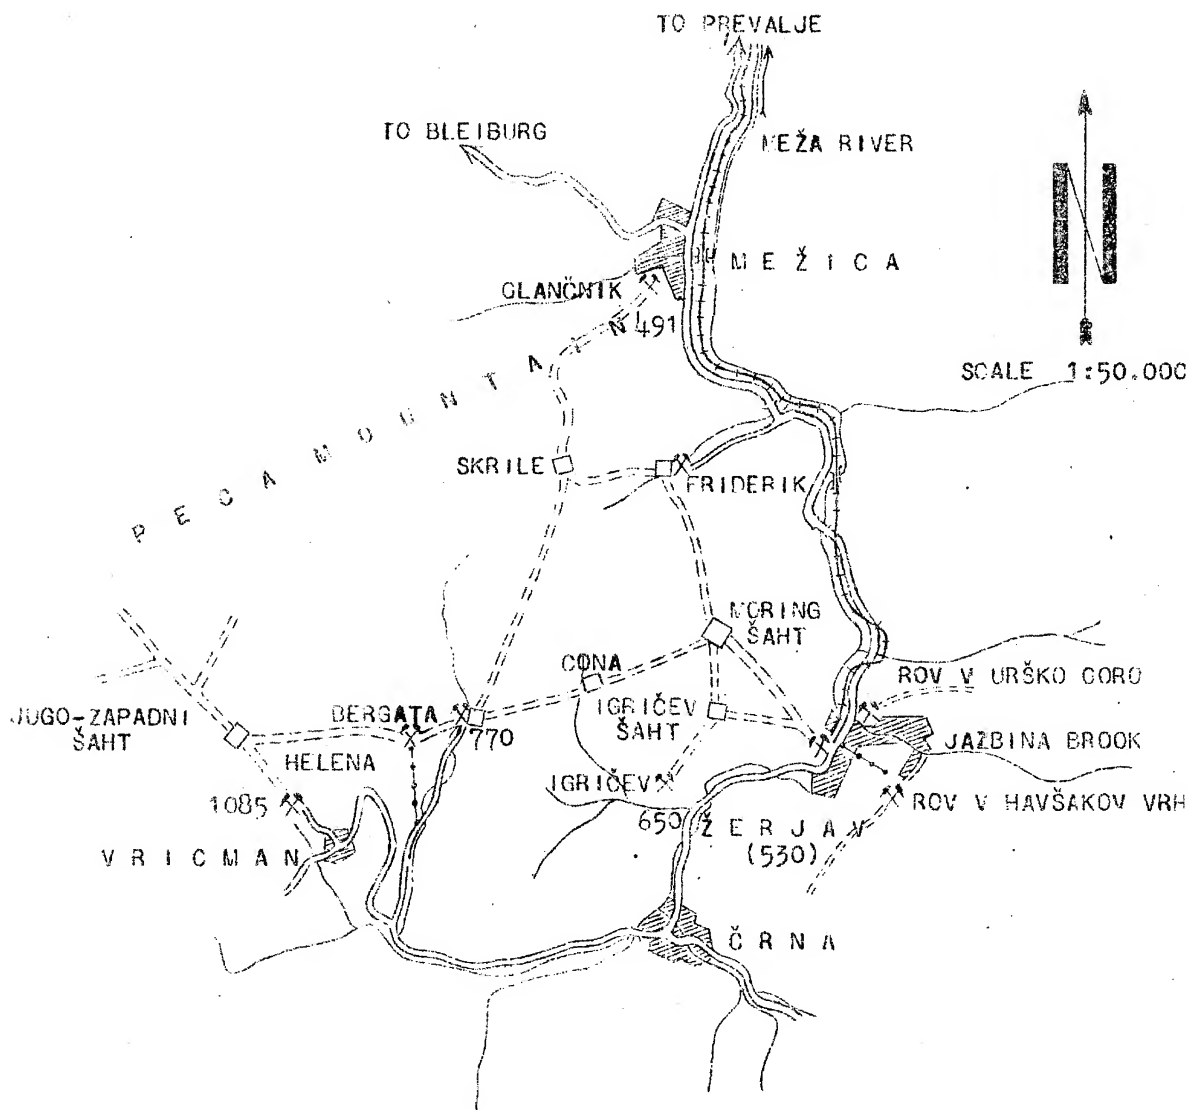 TO PREVALJE
TO BLEIBURG
MEŽA RIVER
MEŽICA
GLANČNIK
491
SCALE 1:50.000
PECA MOUNTAIN
SKRILE
FRIDERIK
MORING
ŠAHT
CONA
ROV V URŠKO GORO
JUGO-ZAPADNI
ŠAHT
BERGATA
770
IGRIČEV
ŠAHT
JAZBINA BROOK
HELENA
1085
IGRIČEV
650
ROV V HAVŠAKOV VRH
ŽERJAV
(530)
VRICMAN
ČRNA